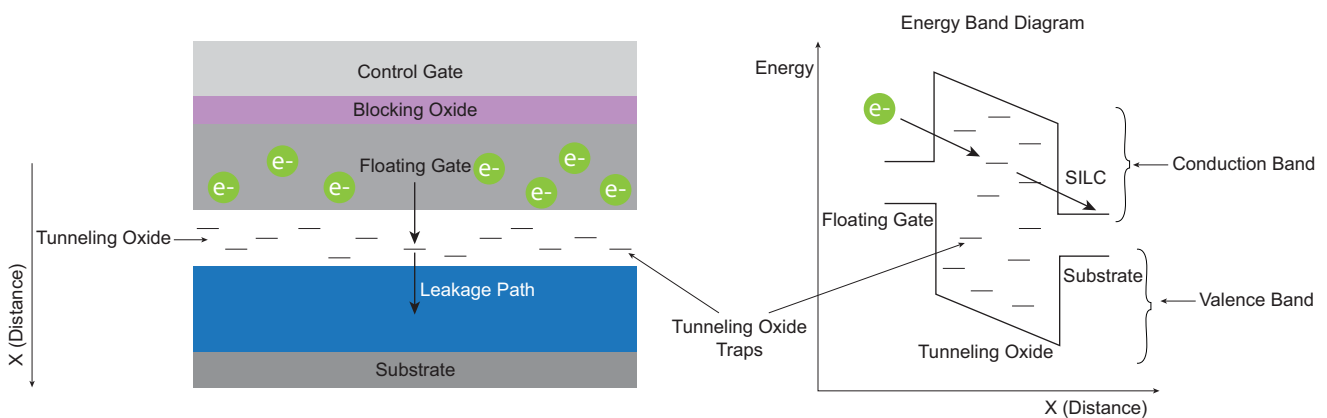 Control Gate
Blocking Oxide
e-
e-
e-
Floating Gate
e-
e-
e-
e-
Tunneling Oxide
Leakage Path
Substrate
X (Distance)
Tunneling Oxide
Traps
Energy Band Diagram
Energy
e-
SILC
Conduction Band
Floating Gate
Substrate
Valence Band
Tunneling Oxide
X (Distance)